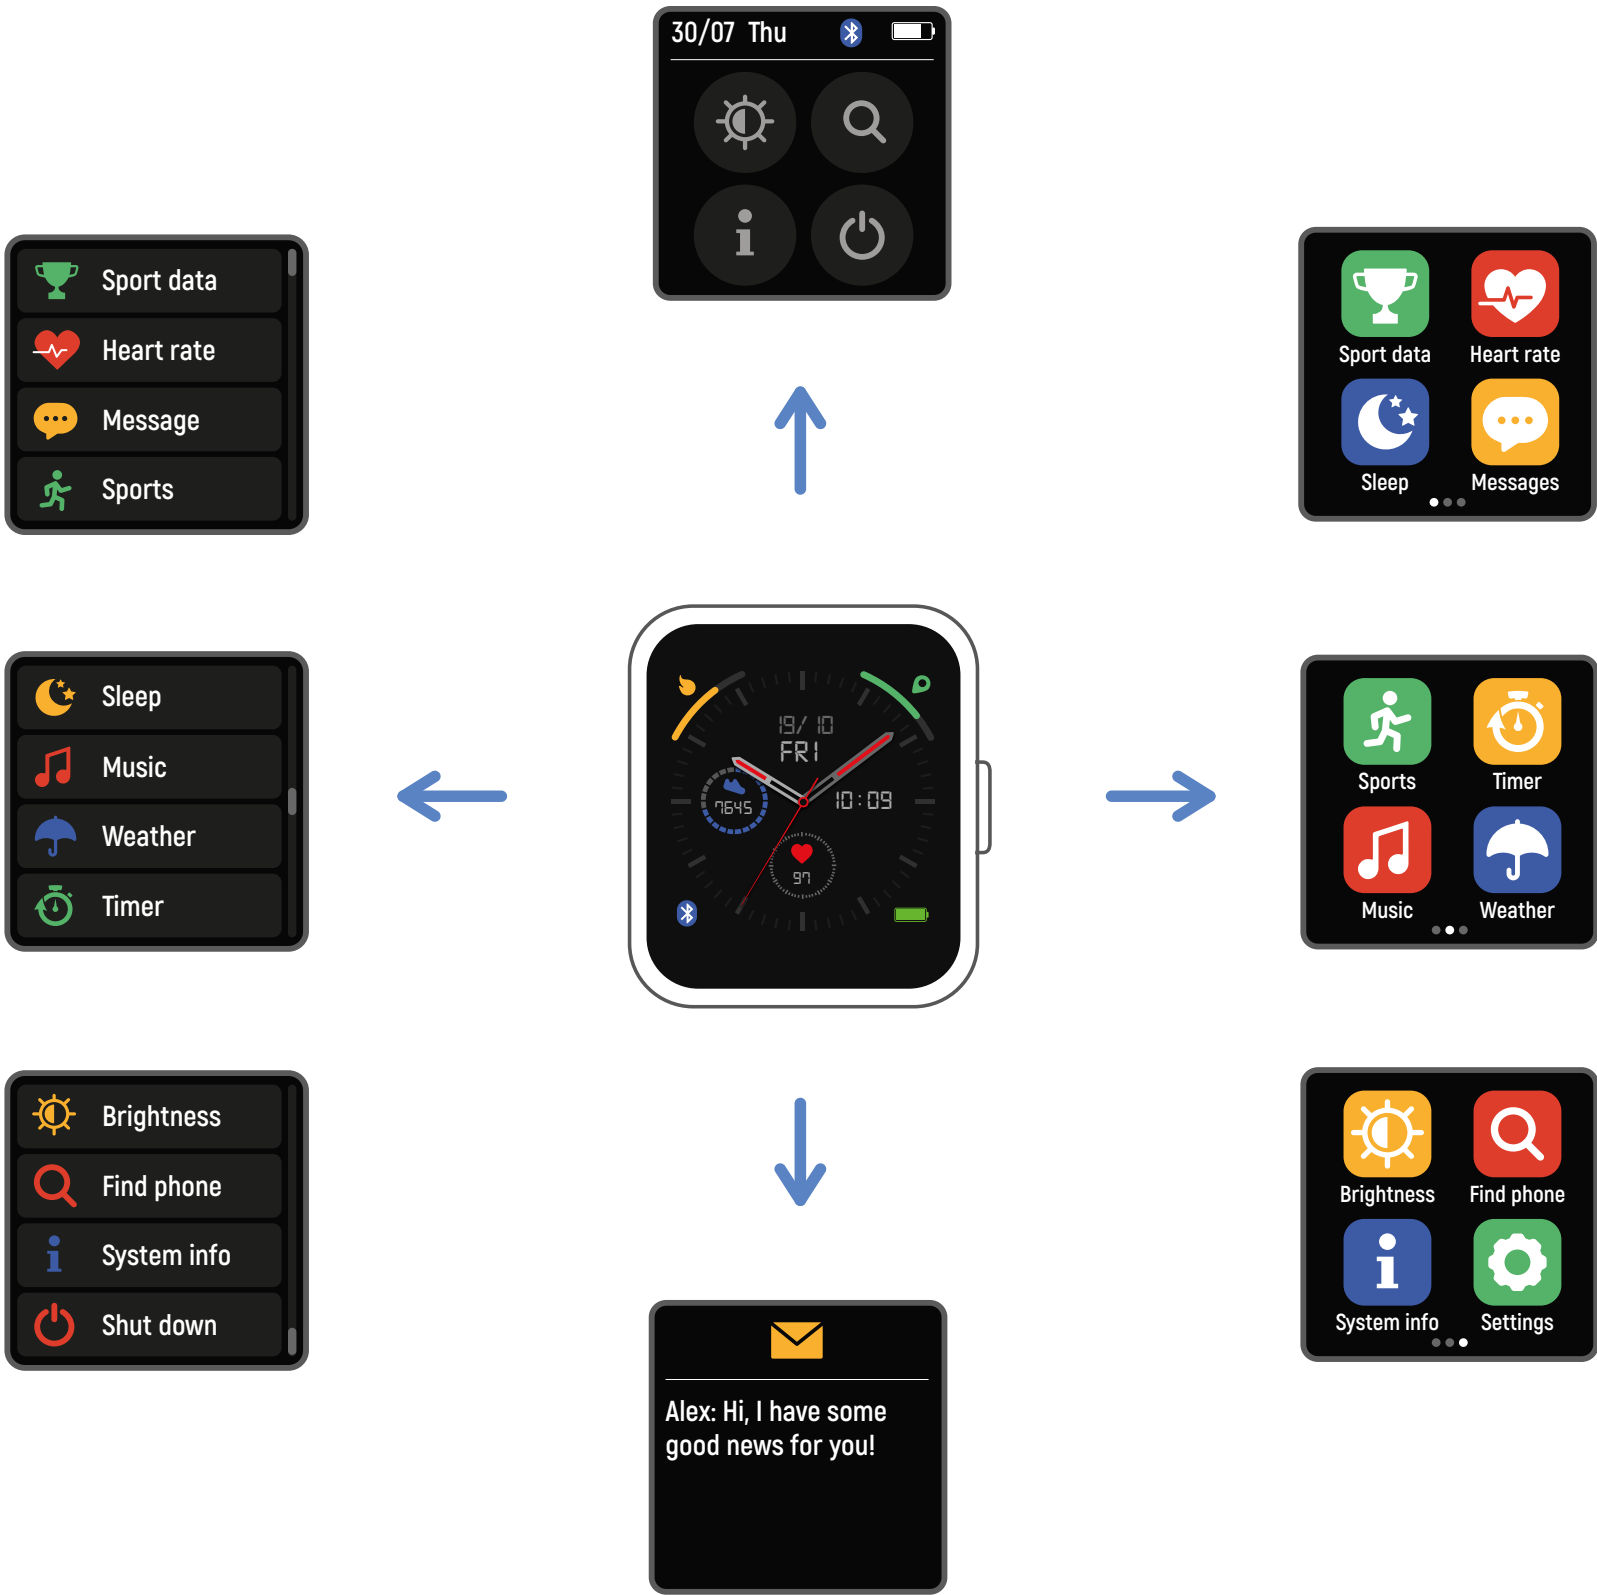 30/07 Thu
Sport data
Heart rate
Message
Sports
Sport data Heart rate
Sleep Messages
19/ 10
FRI
7645
10:09
97
Sleep
Music
Weather
Timer
Sports Timer
Music Weather
Brightness
Find phone
System info
Shut down
Brightness Find phone
System info Settings
Alex: Hi, I have some
good news for you!